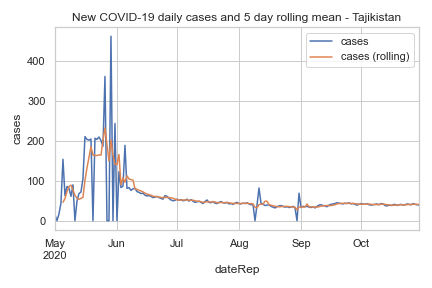 New COVID-19 daily cases and 5 day rolling mean - Tajikistan
cases
cases (rolling)
cases
400
300
200
100
0
May Jun Jul Aug Sep Oct
2020
dateRep